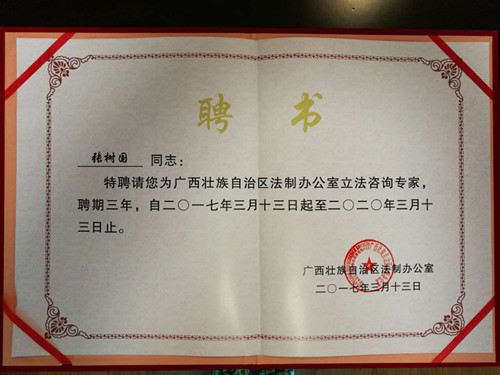 聘书
张树国 同志：
特聘请您为广西壮族自治区法制办公室立法咨询专家，
聘期三年，自二〇一七年三月十三日起至二〇二〇年三月十
三日止。
广西壮族自治区法制办公室
二〇一七年三月十三日